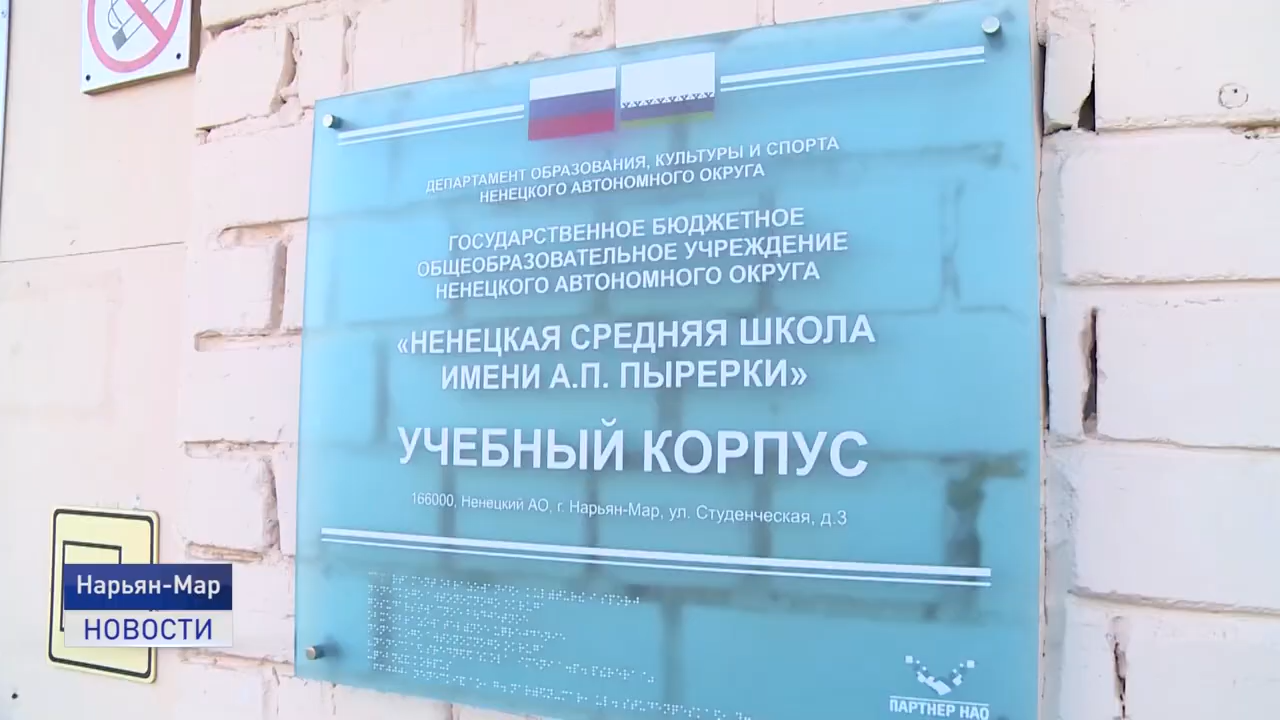 ДЕПАРТАМЕНТ ОБРАЗОВАНИЯ, КУЛЬТУРЫ И СПОРТА
НЕНЕЦКОГО АВТОНОМНОГО ОКРУГА
ГОСУДАРСТВЕННОЕ БЮДЖЕТНОЕ
ОБЩЕОБРАЗОВАТЕЛЬНОЕ УЧРЕЖДЕНИЕ
НЕНЕЦКОГО АВТОНОМНОГО ОКРУГА
«НЕНЕЦКАЯ СРЕДНЯЯ ШКОЛА
ИМЕНИ А.П. ПЫРЕРКИ»
УЧЕБНЫЙ КОРПУС
166000, Ненецкий АО, г. Нарьян-Мар, ул. Студенческая, д.3
Нарьян-Мар
НОВОСТИ
ПАРТНЕР НАО